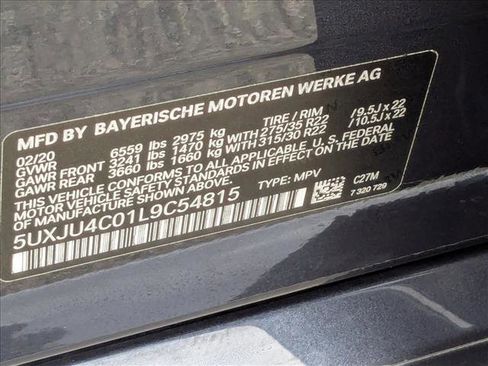 MFD BY BAYERISCHE MOTOREN WERKE AG
02/20 TIRE / RIM
GVWR 6559 lbs 2975 kg
GAWR FRONT 3241 lbs 1470 kg WITH 275/35 R22 / 9.5J x 22
GAWR REAR 3660 lbs 1660 kg WITH 315/30 R22 / 10.5J x 22
THIS VEHICLE CONFORMS TO ALL APPLICABLE U.S. FEDERAL
MOTOR VEHICLE SAFETY STANDARDS IN EFFECT ON THE DATE
OF MANUFACTURE SHOWN ABOVE.
5UXJU4C01L9C54815 TYPE: MPV C27M
7 320 729